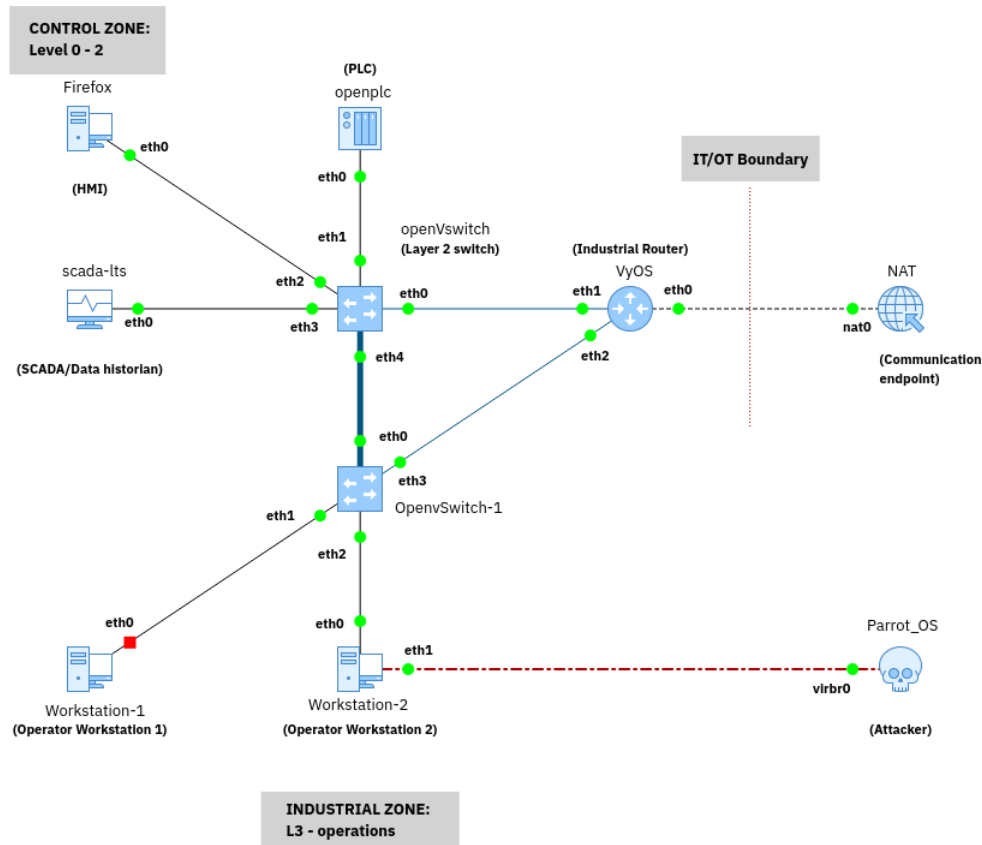 CONTROL ZONE:
Level 0 - 2
Firefox
eth0
(HMI)
(PLC)
openplc
eth0
eth1
openVswitch
(Layer 2 switch)
IT/OT Boundary
scada-lts
eth0
(SCADA/Data historian)
eth2
eth3
eth0
eth4
(Industrial Router)
VyOS
eth1
eth0
eth2
NAT
nat0
(Communication
endpoint)
eth0
eth3
OpenvSwitch-1
eth1
eth2
eth0
Workstation-1
(Operator Workstation 1)
eth0
eth1
Workstation-2
(Operator Workstation 2)
Parrot_OS
virbr0
(Attacker)
INDUSTRIAL ZONE:
L3 - operations